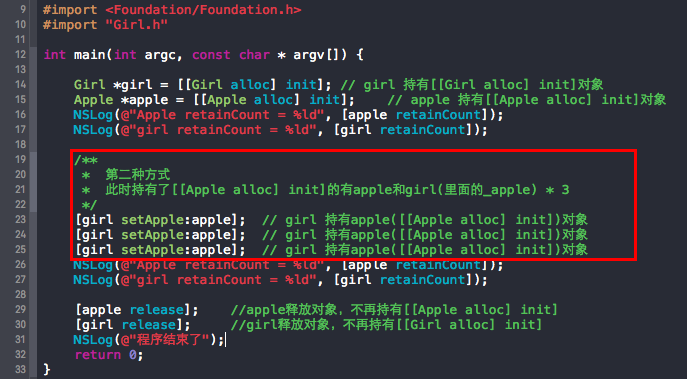 9 #import <Foundation/Foundation.h>
10 #import "Girl.h"
11
12 int main(int argc, const char * argv[]) {
13
14 Girl *girl = [[Girl alloc] init]; // girl 持有[[Girl alloc] init]对象
15 Apple *apple = [[Apple alloc] init]; // apple 持有[[Apple alloc] init]对象
16 NSLog(@"Apple retainCount = %ld", [apple retainCount]);
17 NSLog(@"girl retainCount = %ld", [girl retainCount]);
18
19 /**
20 * 第二种方式
21 * 此时持有了[[Apple alloc] init]的有apple和girl(里面的_apple) * 3
22 */
23 [girl setApple:apple]; // girl 持有apple([[Apple alloc] init])对象
24 [girl setApple:apple]; // girl 持有apple([[Apple alloc] init])对象
25 [girl setApple:apple]; // girl 持有apple([[Apple alloc] init])对象
26 NSLog(@"Apple retainCount = %ld", [apple retainCount]);
27 NSLog(@"girl retainCount = %ld", [girl retainCount]);
28
29 [apple release]; //apple释放对象，不再持有[[Apple alloc] init]
30 [girl release]; //girl释放对象，不再持有[[Girl alloc] init]
31 NSLog(@"程序结束了");
32 return 0;
33 }